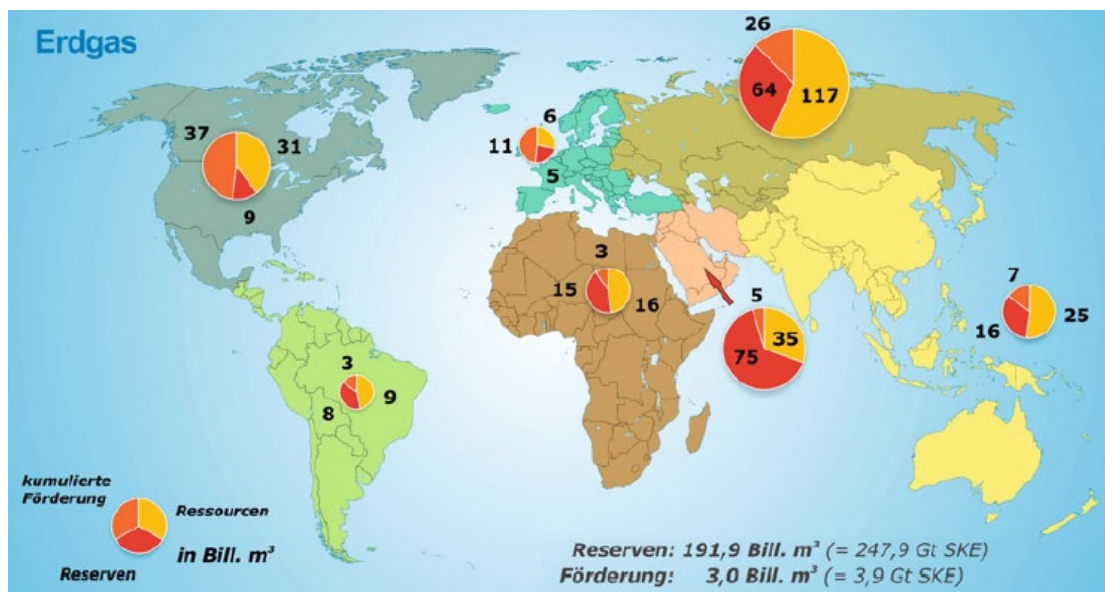 Erdgas
26
64
117
37
31
9
6
11
5
3
15
16
5
35
75
7
25
16
3
9
8
kumulierte
Förderung
Ressourcen
in Bill. m³
Reserven
Reserven: 191,9 Bill. m³ (= 247,9 Gt SKE)
Förderung: 3,0 Bill. m³ (= 3,9 Gt SKE)